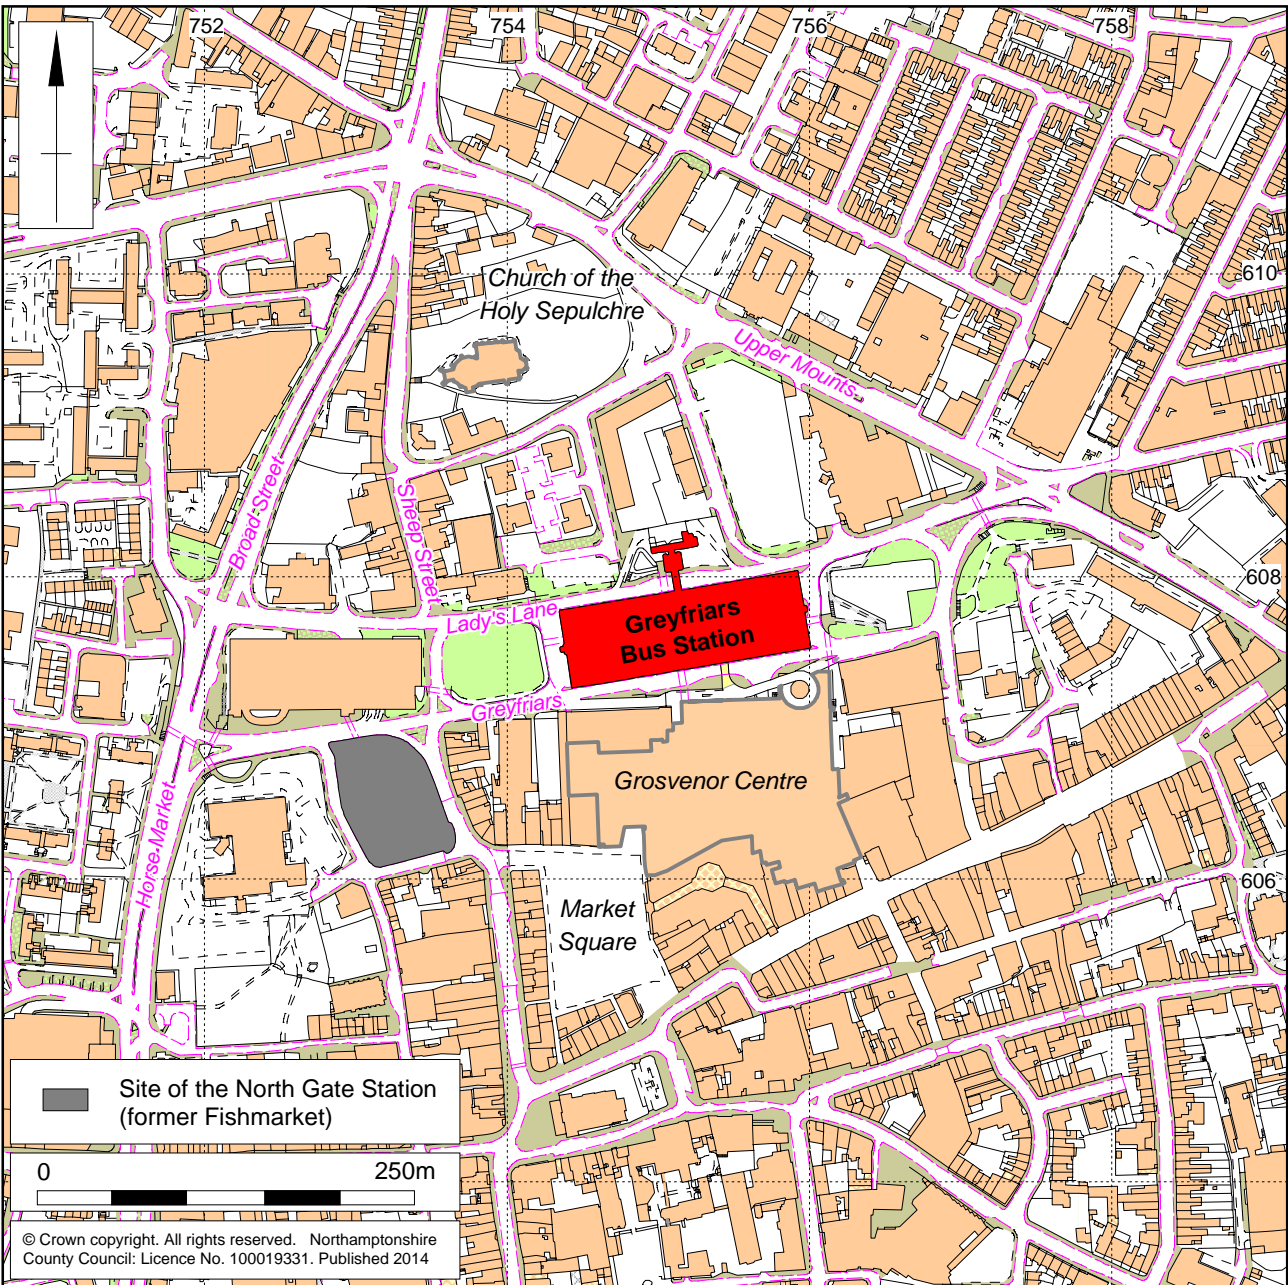 752
754
756
758
610
608
606
Church of the
Holy Sepulchre
Upper Mounts
Broad Street
Sheep Street
Lady's Lane
Greyfriars
Bus Station
Greyfriars
Grosvenor Centre
Horse Market
Market
Square
Site of the North Gate Station
(former Fishmarket)
0
250m
© Crown copyright. All rights reserved. Northamptonshire
County Council: Licence No. 100019331. Published 2014